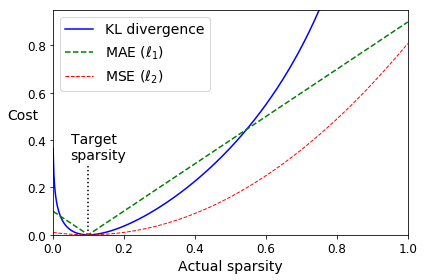 KL divergence
MAE (ℓ₁)
MSE (ℓ₂)
0.8
0.6
Cost
0.4
Target
sparsity
0.2
0.0
0.0 0.2 0.4 0.6 0.8 1.0
Actual sparsity